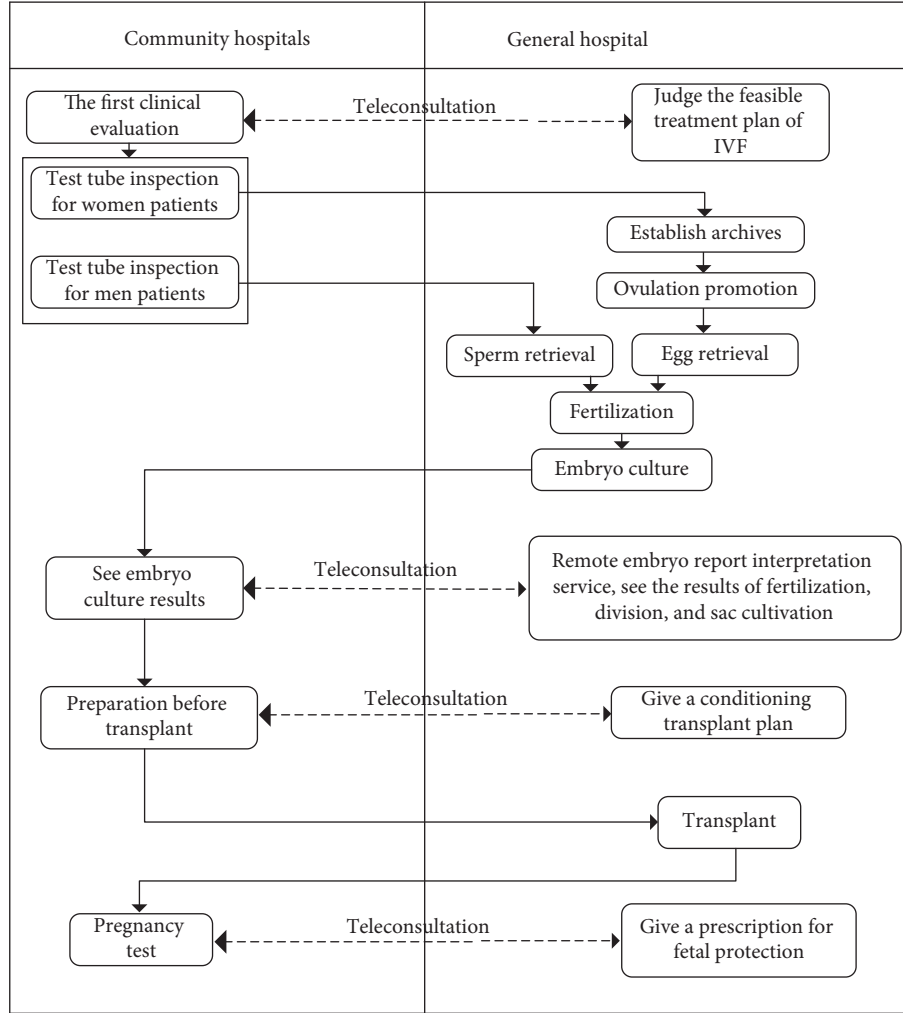 Community hospitals
General hospital
The first clinical
evaluation
Teleconsultation
Judge the feasible
treatment plan of
IVF
Test tube inspection
for women patients
Establish archives
Test tube inspection
for men patients
Ovulation promotion
Sperm retrieval
Egg retrieval
Fertilization
Embryo culture
See embryo
culture results
Teleconsultation
Remote embryo report interpretation
service, see the results of fertilization,
division, and sac cultivation
Preparation before
transplant
Teleconsultation
Give a conditioning
transplant plan
Transplant
Pregnancy
test
Teleconsultation
Give a prescription for
fetal protection